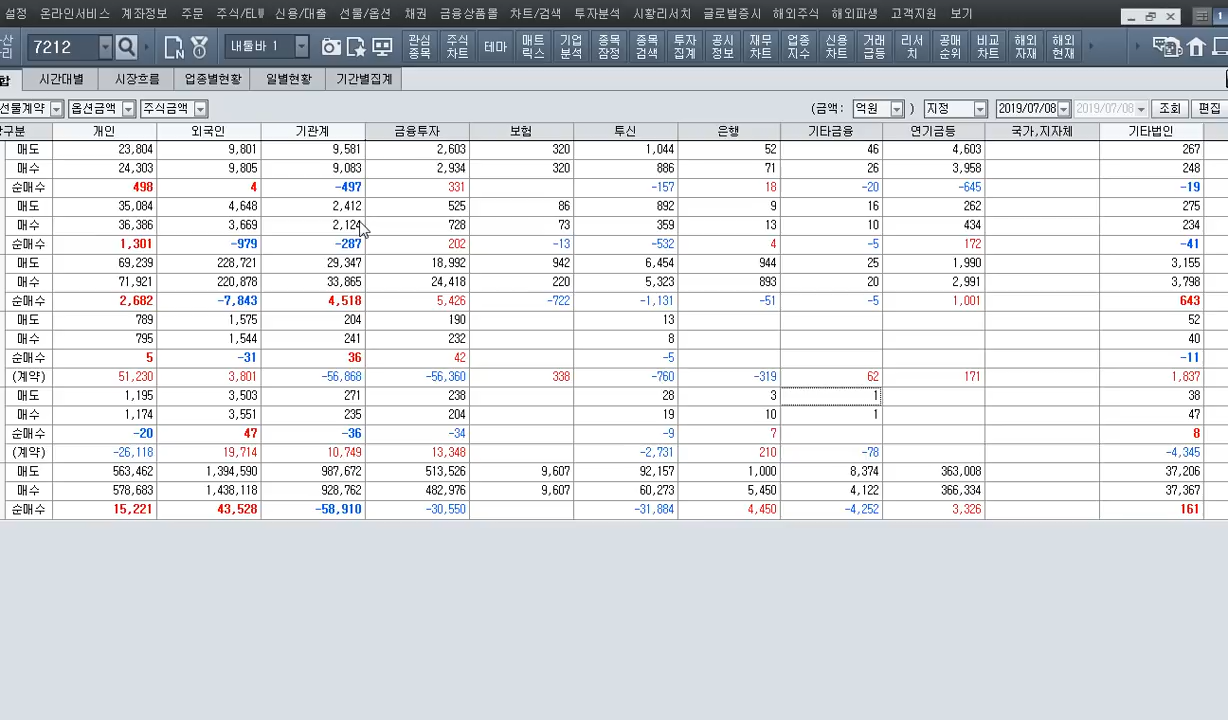 설정 온라인서비스 계좌정보 주문 주식/ELW 신용/대출 선물/옵션 채권 금융상품몰 차트/검색 투자분석 시황리서치 글로벌증시 해외주식 해외파생 고객지원 보기
7212 내툴바 1 관심종목 주식차트 테마 매트릭스 기업분석 종목잠정 종목검색 투자집계 공시정보 재무차트 업종지수 신용차트 거래급등 리서치 공매순위 비교차트 해외자재 해외현재
합 시간대별 시장흐름 업종별현황 일별현황 기간별집계
선물계약 옵션금액 주식금액 (금액: 억원 ) 지정 2019/07/08 2019/07/08 조회 편집
구분 개인 외국인 기관계 금융투자 보험 투신 은행 기타금융 연기금등 국가,지자체 기타법인
매도 23,804 9,801 9,581 2,603 320 1,044 52 46 4,603 267
매수 24,303 9,805 9,083 2,934 320 886 71 26 3,958 248
순매수 498 4 -497 331 -157 18 -20 -645 -19
매도 35,084 4,648 2,412 525 86 892 9 16 262 275
매수 36,386 3,669 2,124 728 73 359 13 10 434 234
순매수 1,301 -979 -287 202 -13 -532 4 -5 172 -41
매도 69,239 228,721 29,347 18,992 942 6,454 944 25 1,990 3,155
매수 71,921 220,878 33,865 24,418 220 5,323 893 20 2,991 3,798
순매수 2,682 -7,843 4,518 5,426 -722 -1,131 -51 -5 1,001 643
매도 789 1,575 204 190 13 52
매수 795 1,544 241 232 8 40
순매수 5 -31 36 42 -5 -11
(계약) 51,230 3,801 -56,868 -56,360 338 -760 -319 62 171 1,837
매도 1,195 3,503 271 238 28 3 1 38
매수 1,174 3,551 235 204 19 10 1 47
순매수 -20 47 -36 -34 -9 7 8
(계약) -26,118 19,714 10,749 13,348 -2,731 210 -78 -4,345
매도 563,462 1,394,590 987,672 513,526 9,607 92,157 1,000 8,374 363,008 37,206
매수 578,683 1,438,118 928,762 482,976 9,607 60,273 5,450 4,122 366,334 37,367
순매수 15,221 43,528 -58,910 -30,550 -31,884 4,450 -4,252 3,326 161